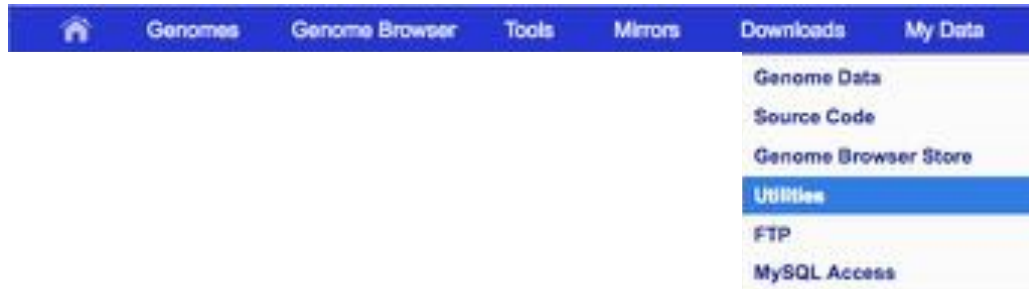 Genomes Genome Browser Tools Mirrors Downloads My Data
Genome Data
Source Code
Genome Browser Store
Utilities
FTP
MySQL Access